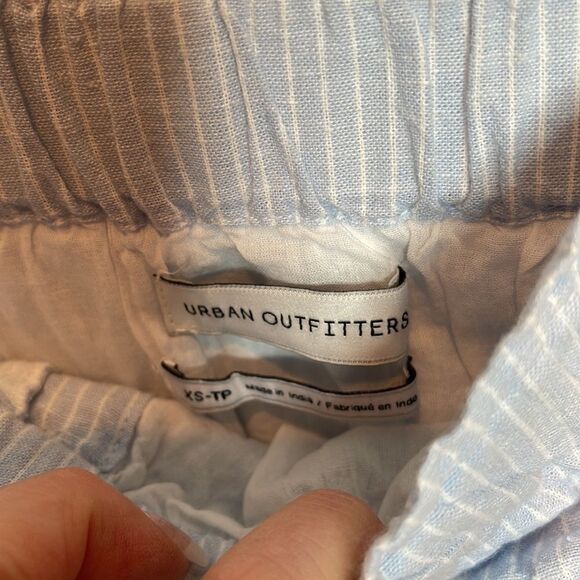 URBAN OUTFITTERS
XS-TP Made in India / Fabriqué en Inde